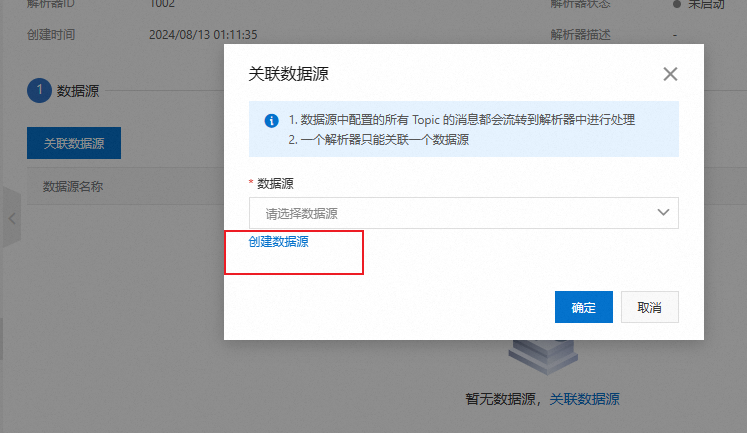 解析器ID 1002 解析器状态 未启动
创建时间 2024/08/13 01:11:35 解析器描述 -
1 数据源
关联数据源
数据源名称
关联数据源
1. 数据源中配置的所有 Topic 的消息都会流转到解析器中进行处理
2. 一个解析器只能关联一个数据源
* 数据源
请选择数据源
创建数据源
确定 取消
暂无数据源，关联数据源